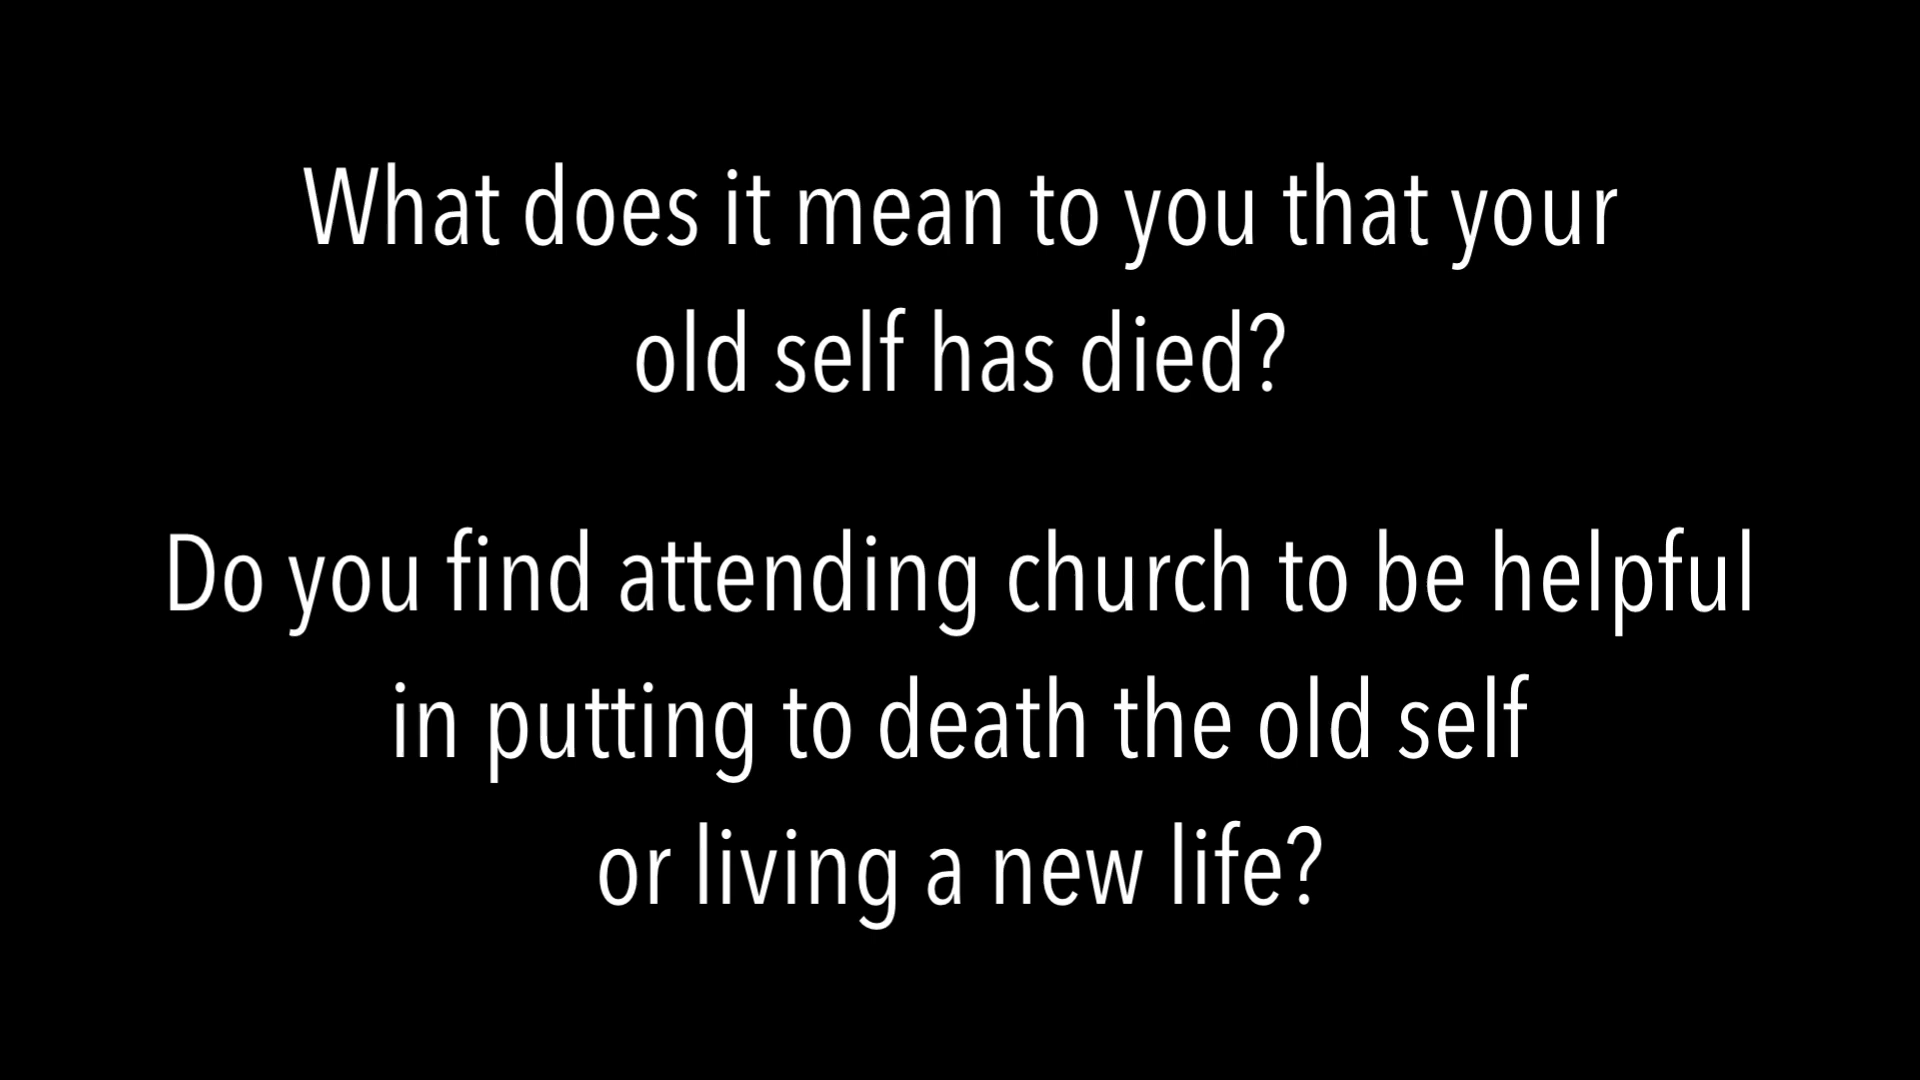 What does it mean to you that your
old self has died?
Do you find attending church to be helpful
in putting to death the old self
or living a new life?